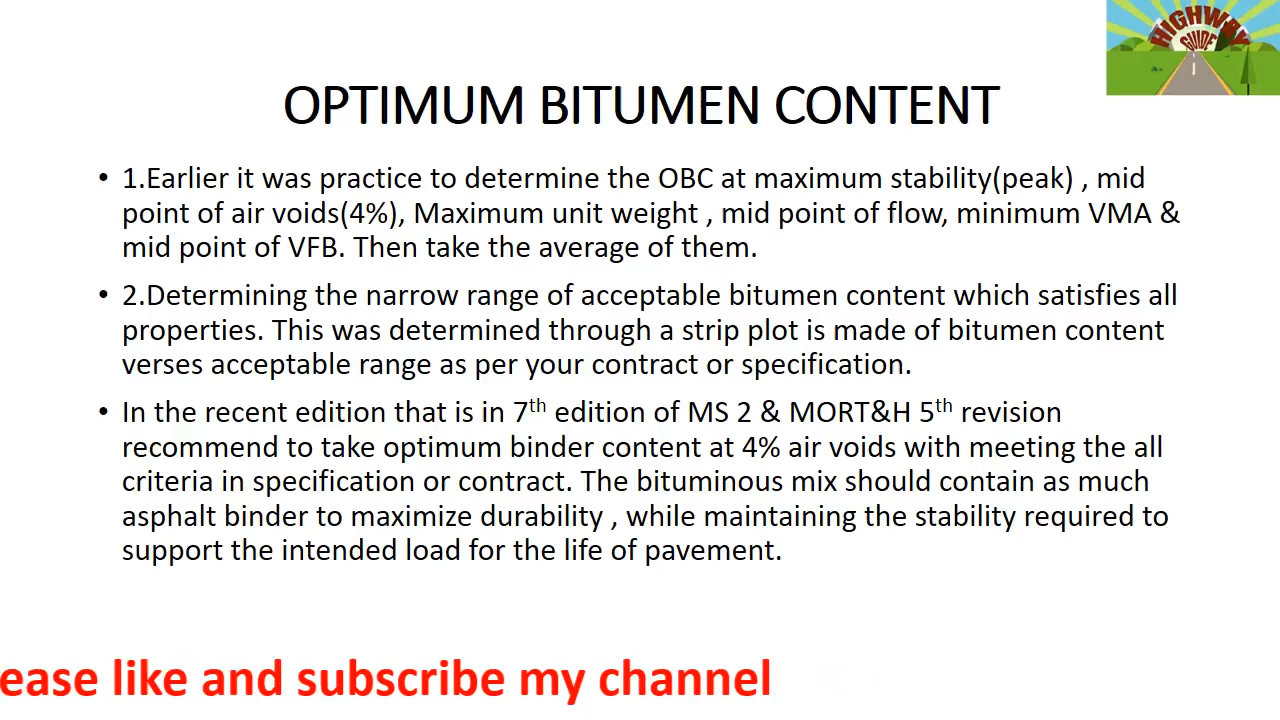 HIGHWAY
GUIDE
OPTIMUM BITUMEN CONTENT
• 1.Earlier it was practice to determine the OBC at maximum stability(peak) , mid
point of air voids(4%), Maximum unit weight , mid point of flow, minimum VMA &
mid point of VFB. Then take the average of them.
• 2.Determining the narrow range of acceptable bitumen content which satisfies all
properties. This was determined through a strip plot is made of bitumen content
verses acceptable range as per your contract or specification.
• In the recent edition that is in 7th edition of MS 2 & MORT&H 5th revision
recommend to take optimum binder content at 4% air voids with meeting the all
criteria in specification or contract. The bituminous mix should contain as much
asphalt binder to maximize durability , while maintaining the stability required to
support the intended load for the life of pavement.
ease like and subscribe my channel